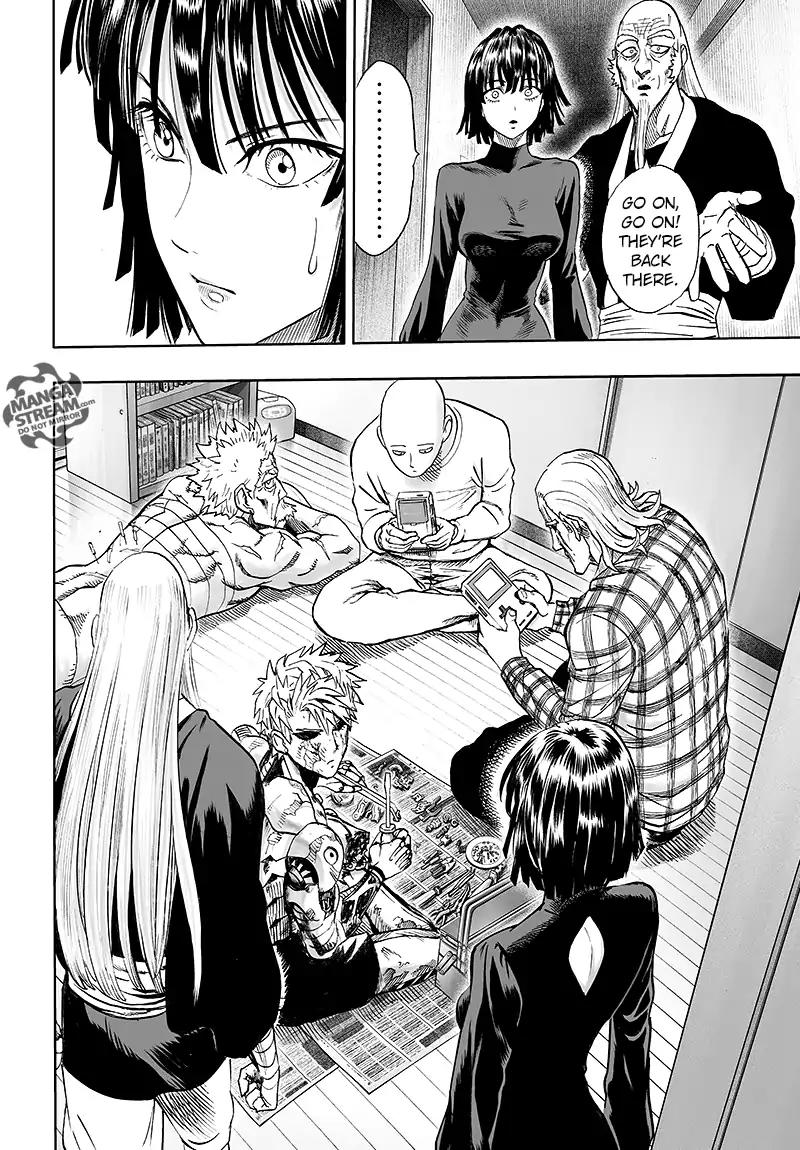 GO ON,
GO ON!
THEY'RE
BACK
THERE.
.........
MANGA
STREAM.com
DO NOT MIRROR